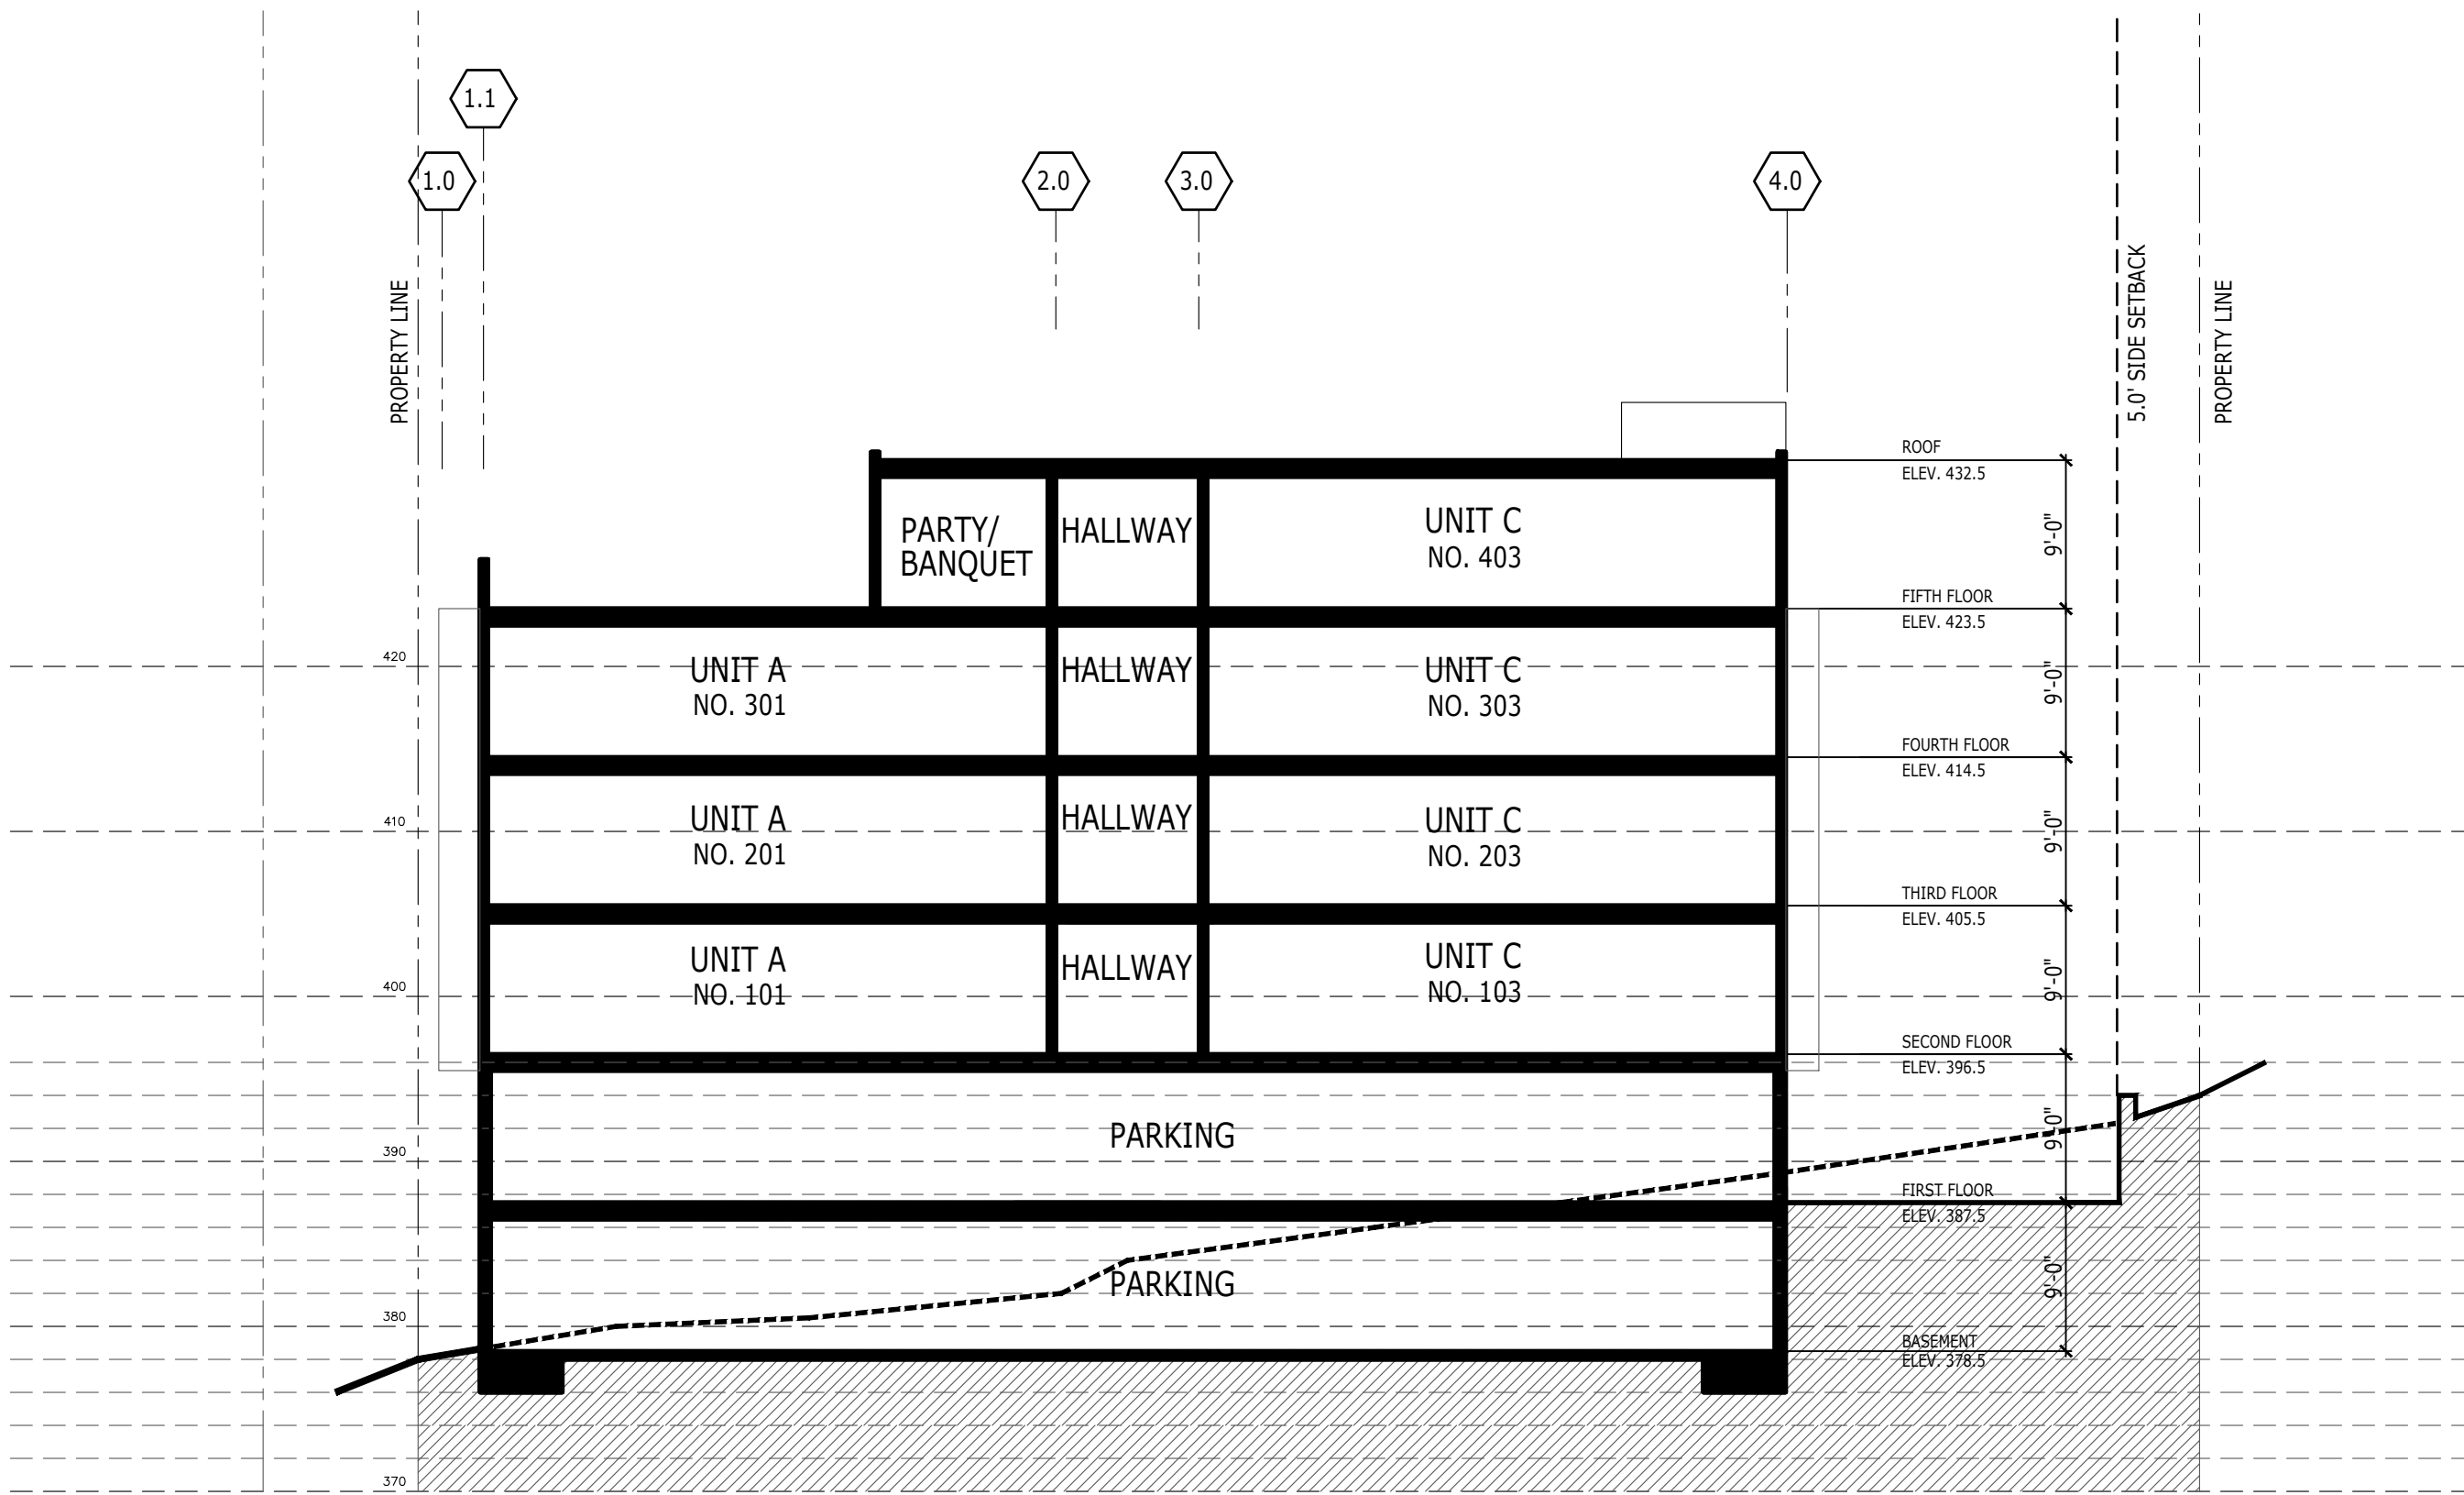 1.1
1.0
2.0
3.0
4.0
PROPERTY LINE
5.0' SIDE SETBACK
PROPERTY LINE
ROOF
ELEV. 432.5
PARTY/
BANQUET
HALLWAY
UNIT C
NO. 403
9'-0"
FIFTH FLOOR
ELEV. 423.5
420
UNIT A
NO. 301
HALLWAY
UNIT C
NO. 303
9'-0"
FOURTH FLOOR
ELEV. 414.5
410
UNIT A
NO. 201
HALLWAY
UNIT C
NO. 203
9'-0"
THIRD FLOOR
ELEV. 405.5
400
UNIT A
NO. 101
HALLWAY
UNIT C
NO. 103
9'-0"
SECOND FLOOR
ELEV. 396.5
390
PARKING
9'-0"
FIRST FLOOR
ELEV. 387.5
380
PARKING
9'-0"
BASEMENT
ELEV. 378.5
370